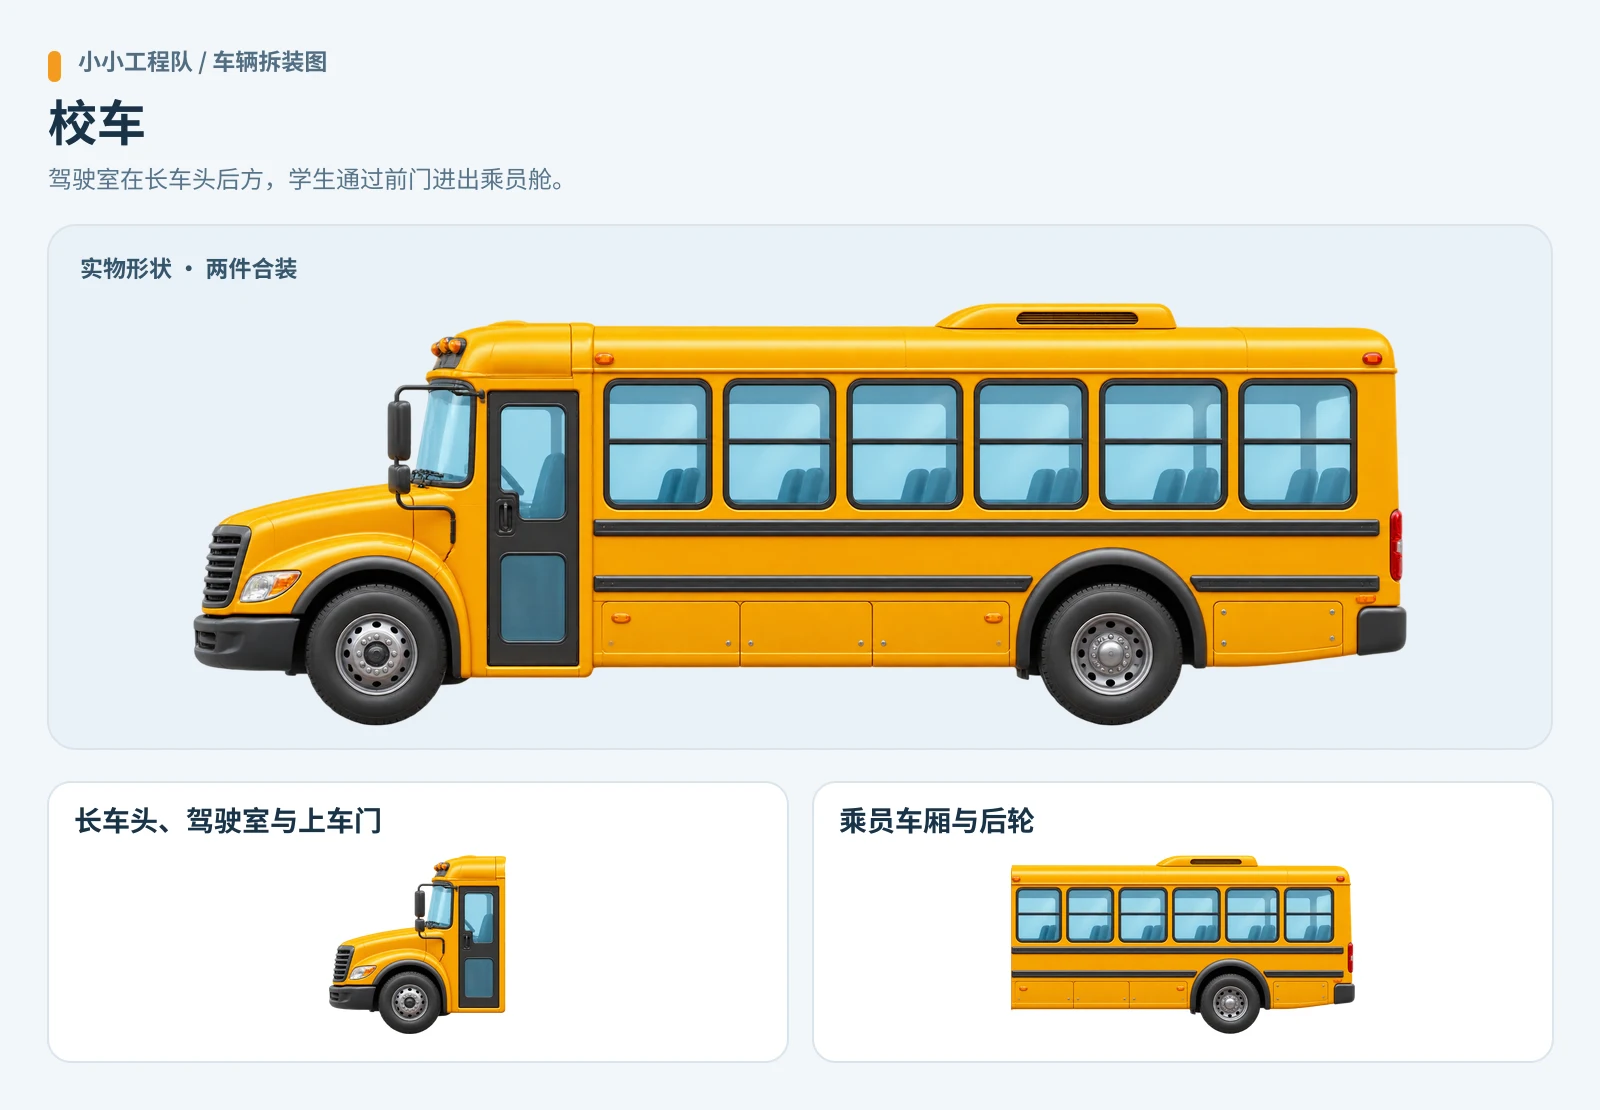 小小工程队 / 车辆拆装图
校车
驾驶室在长车头后方，学生通过前门进出乘员舱。
实物形状 · 两件合装
长车头、驾驶室与上车门
乘员车厢与后轮